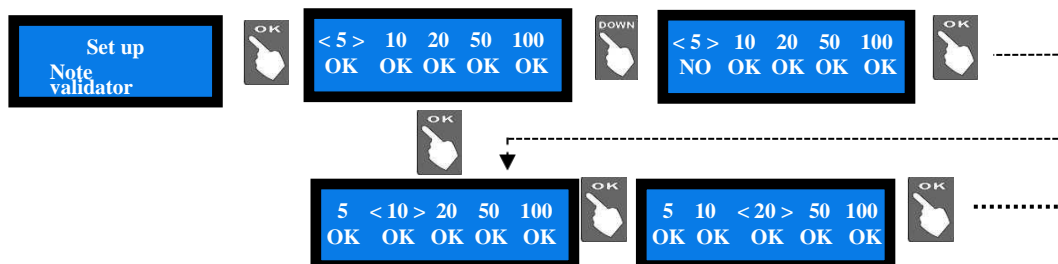 Set up
Note
validator
OK
< 5 > 10 20 50 100
OK OK OK OK OK
DOWN
< 5 > 10 20 50 100
NO OK OK OK OK
OK
OK
5 < 10 > 20 50 100
OK OK OK OK OK
OK
5 10 < 20 > 50 100
OK OK OK OK OK
OK